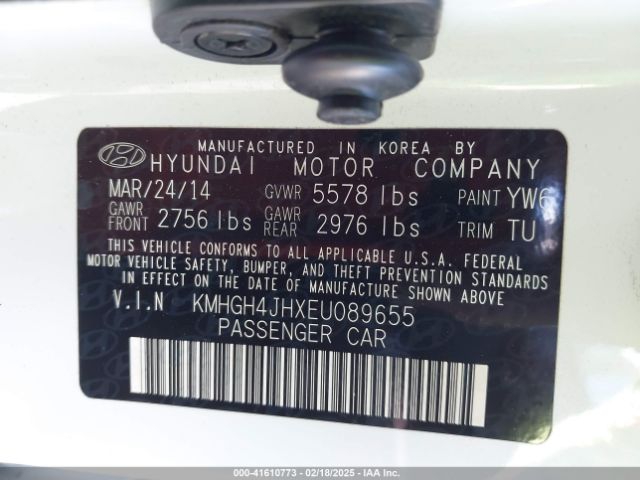 MANUFACTURED IN KOREA BY
HYUNDAI MOTOR COMPANY
MAR/24/14 GVWR 5578 lbs PAINT YW6
GAWR FRONT 2756 lbs GAWR REAR 2976 lbs TRIM TU
THIS VEHICLE CONFORMS TO ALL APPLICABLE U.S.A. FEDERAL
MOTOR VEHICLE SAFETY, BUMPER, AND THEFT PREVENTION STANDARDS
IN EFFECT ON THE DATE OF MANUFACTURE SHOWN ABOVE
V.I.N KMHGH4JHXEU089655
PASSENGER CAR
000-41610773 - 02/18/2025 - COPART